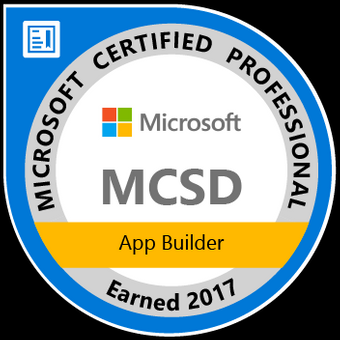 MICROSOFT CERTIFIED PROFESSIONAL
Microsoft
MCSD
App Builder
Earned 2017